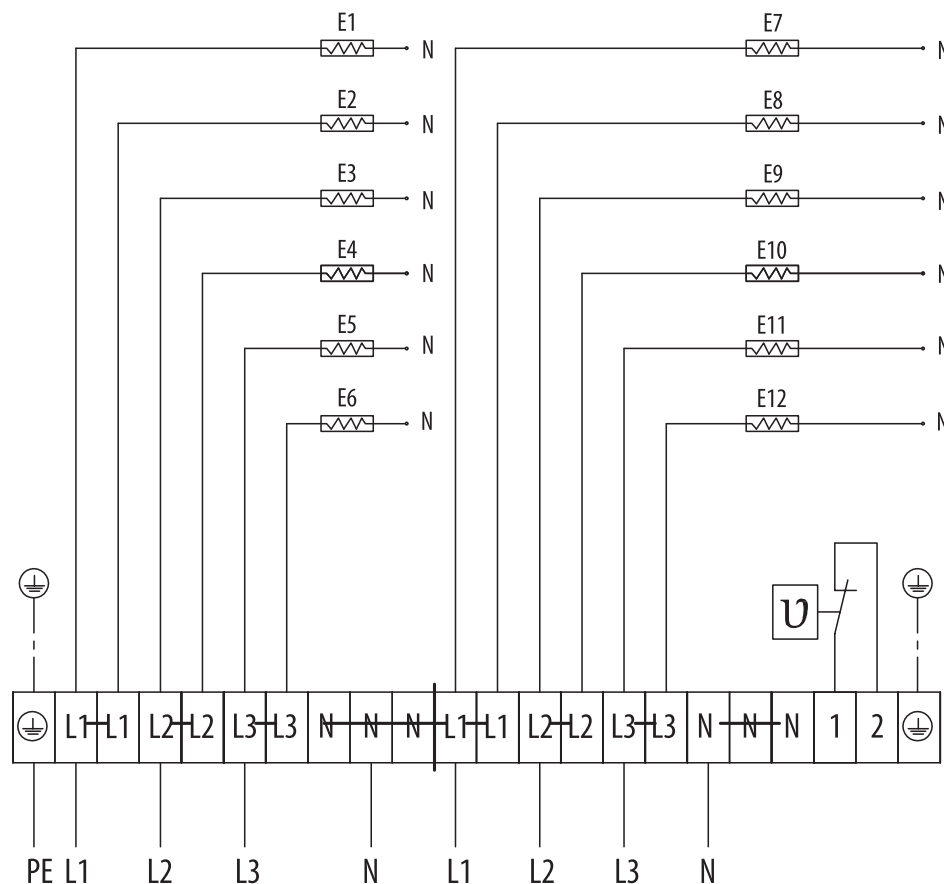 E1 N E7 N
E2 N E8 N
E3 N E9 N
E4 N E10 N
E5 N E11 N
E6 N E12 N
υ
L1 L1 L2 L2 L3 L3 N N N L1 L1 L2 L2 L3 L3 N N N 1 2
PE L1 L2 L3 N L1 L2 L3 N